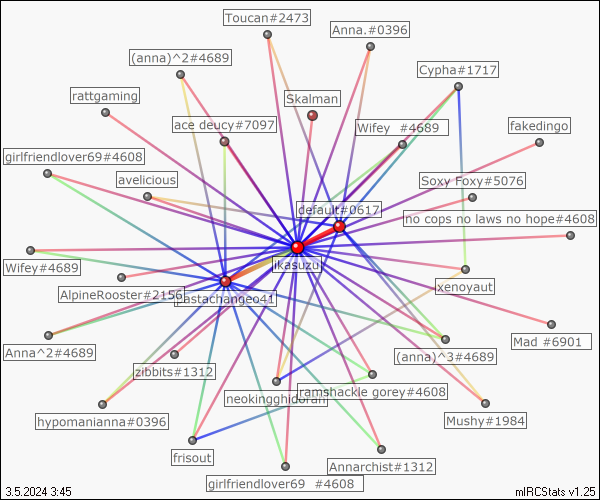 Toucan#2473
Anna.#0396
(anna)^2#4689
Cypha#1717
rattgaming
Skalman
ace deucy#7097
Wifey #4689
fakedingo
girlfriendlover69#4608
avelicious
Soxy Foxy#5076
default#0617
no cops no laws no hope#4608
Wifey#4689
ikasuzu
AlpineRooster#2156
xenoyaut
Anna^2#4689
Mad #6901
(anna)^3#4689
zibbits#1312
neokingghidorah
ramshackle gorey#4608
hypomanianna#0396
Mushy#1984
frisout
Annarchist#1312
girlfriendlover69 #4608
3.5.2024 3:45
mIRCStats v1.25